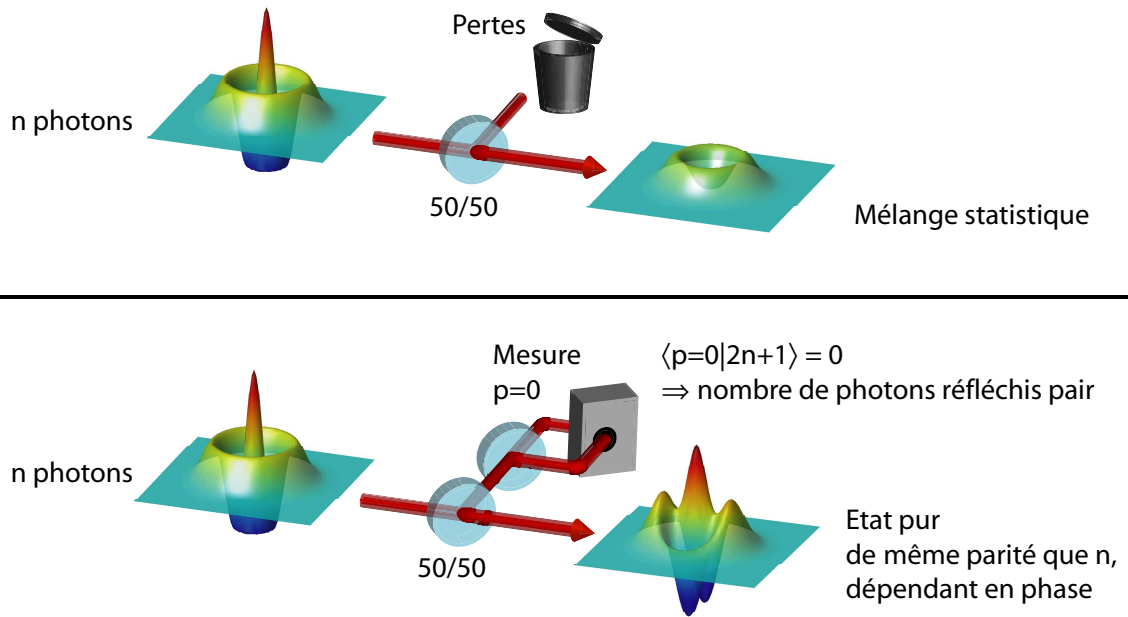 Pertes
n photons
50/50
Mélange statistique
Mesure
p=0
⟨p=0|2n+1⟩ = 0
⇒ nombre de photons réfléchis pair
n photons
50/50
Etat pur
de même parité que n,
dépendant en phase